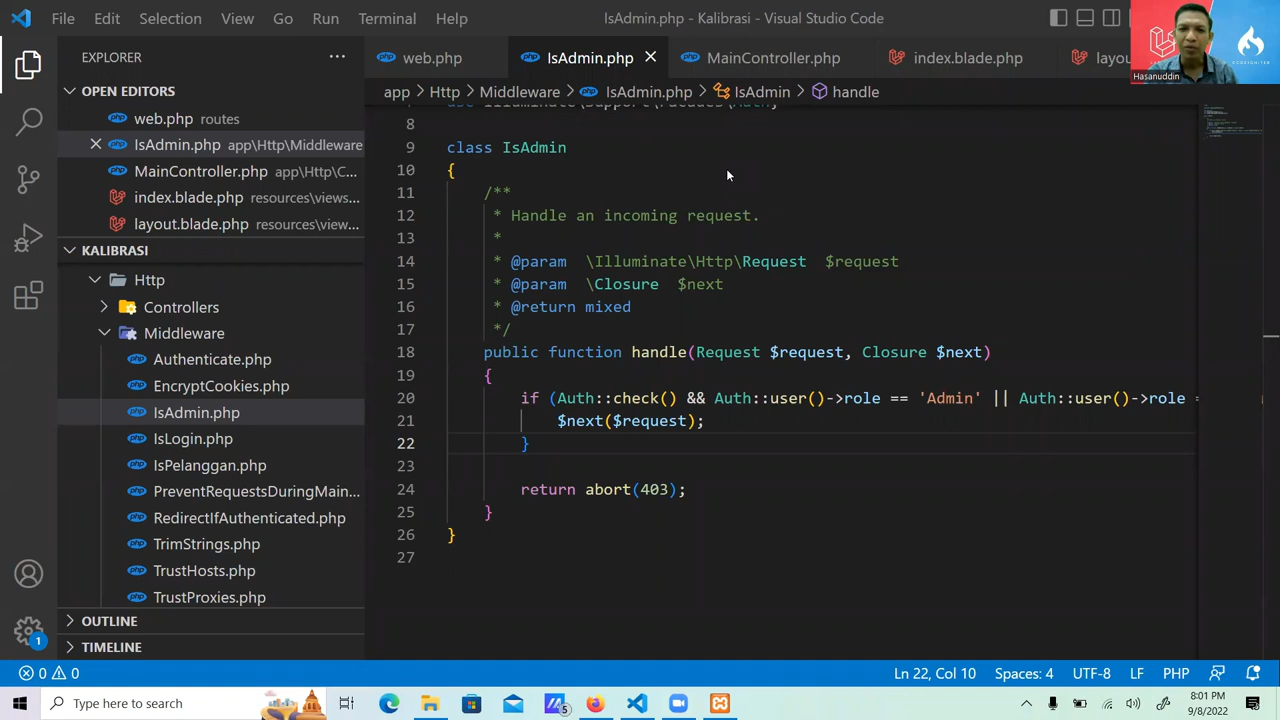 File Edit Selection View Go Run Terminal Help
IsAdmin.php - Kalibrasi - Visual Studio Code
Hasanuddin
EXPLORER
OPEN EDITORS
web.php routes
IsAdmin.php app\Http\Middleware
MainController.php app\Http\C...
index.blade.php resources\views...
layout.blade.php resources\view...
KALIBRASI
Http
Controllers
Middleware
Authenticate.php
EncryptCookies.php
IsAdmin.php
IsLogin.php
IsPelanggan.php
PreventRequestsDuringMain...
RedirectIfAuthenticated.php
TrimStrings.php
TrustHosts.php
TrustProxies.php
OUTLINE
TIMELINE
web.php IsAdmin.php MainController.php index.blade.php layou
app Http Middleware IsAdmin.php IsAdmin handle
8
9 class IsAdmin
10 {
11 /**
12 * Handle an incoming request.
13 *
14 * @param \Illuminate\Http\Request $request
15 * @param \Closure $next
16 * @return mixed
17 */
18 public function handle(Request $request, Closure $next)
19 {
20 if (Auth::check() && Auth::user()->role == 'Admin' || Auth::user()->role =
21 $next($request);
22 }
23
24 return abort(403);
25 }
26 }
27
0 0
Ln 22, Col 10 Spaces: 4 UTF-8 LF PHP
1
Type here to search
5
8:01 PM
9/8/2022